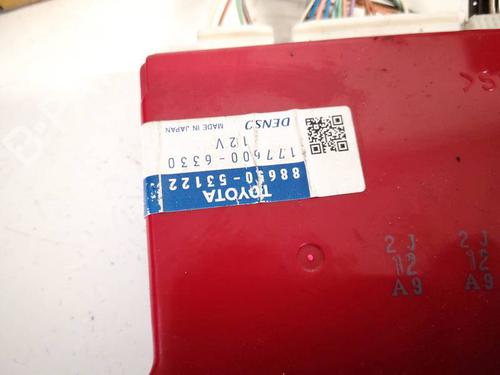 TOYOTA
88650-53122
177600-6330
12V
DENSO
MADE IN JAPAN
>S
2J 2J
12 12
A9 A9